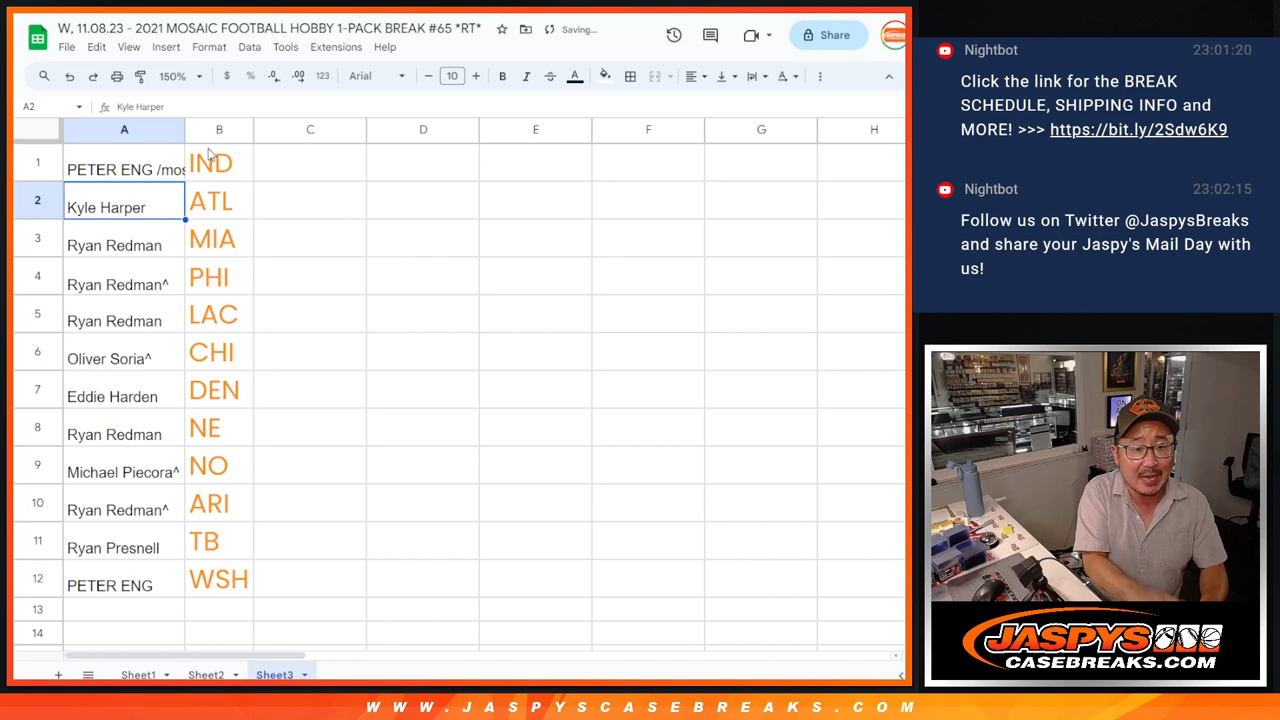 W, 11.08.23 - 2021 MOSAIC FOOTBALL HOBBY 1-PACK BREAK #65 *RT*
Saving...
File Edit View Insert Format Data Tools Extensions Help
Share
150% $ % .0 .00 123 Arial 10 B I A
A2 fx Kyle Harper
A B C D E F G H
1 PETER ENG /mos IND
2 Kyle Harper ATL
3 Ryan Redman MIA
4 Ryan Redman^ PHI
5 Ryan Redman LAC
6 Oliver Soria^ CHI
7 Eddie Harden DEN
8 Ryan Redman NE
9 Michael Piecora^ NO
10 Ryan Redman^ ARI
11 Ryan Presnell TB
12 PETER ENG WSH
13
14
Sheet1 Sheet2 Sheet3
Nightbot 23:01:20
Click the link for the BREAK
SCHEDULE, SHIPPING INFO and
MORE! >>> https://bit.ly/2Sdw6K9
Nightbot 23:02:15
Follow us on Twitter @JaspysBreaks
and share your Jaspy's Mail Day with
us!
JASPYS
CASEBREAKS.COM
WWW.JASPYSCASEBREAKS.COM